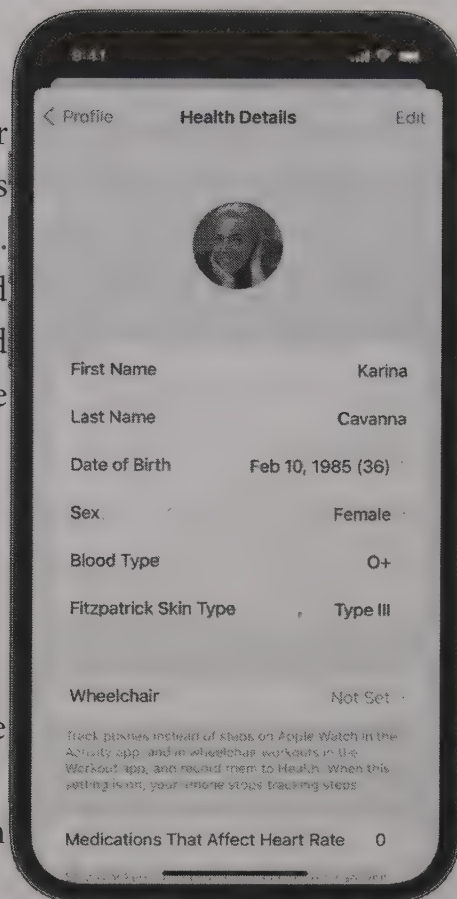 9:41
< Profile Health Details Edit
First Name Karina
Last Name Cavanna
Date of Birth Feb 10, 1985 (36)
Sex Female
Blood Type O+
Fitzpatrick Skin Type Type III
Wheelchair Not Set
Track pushes instead of steps on Apple Watch in the
Activity app, and in wheelchair workouts in the
Workout app, and record them to Health. When this
setting is on, your iPhone stops tracking steps.
Medications That Affect Heart Rate 0